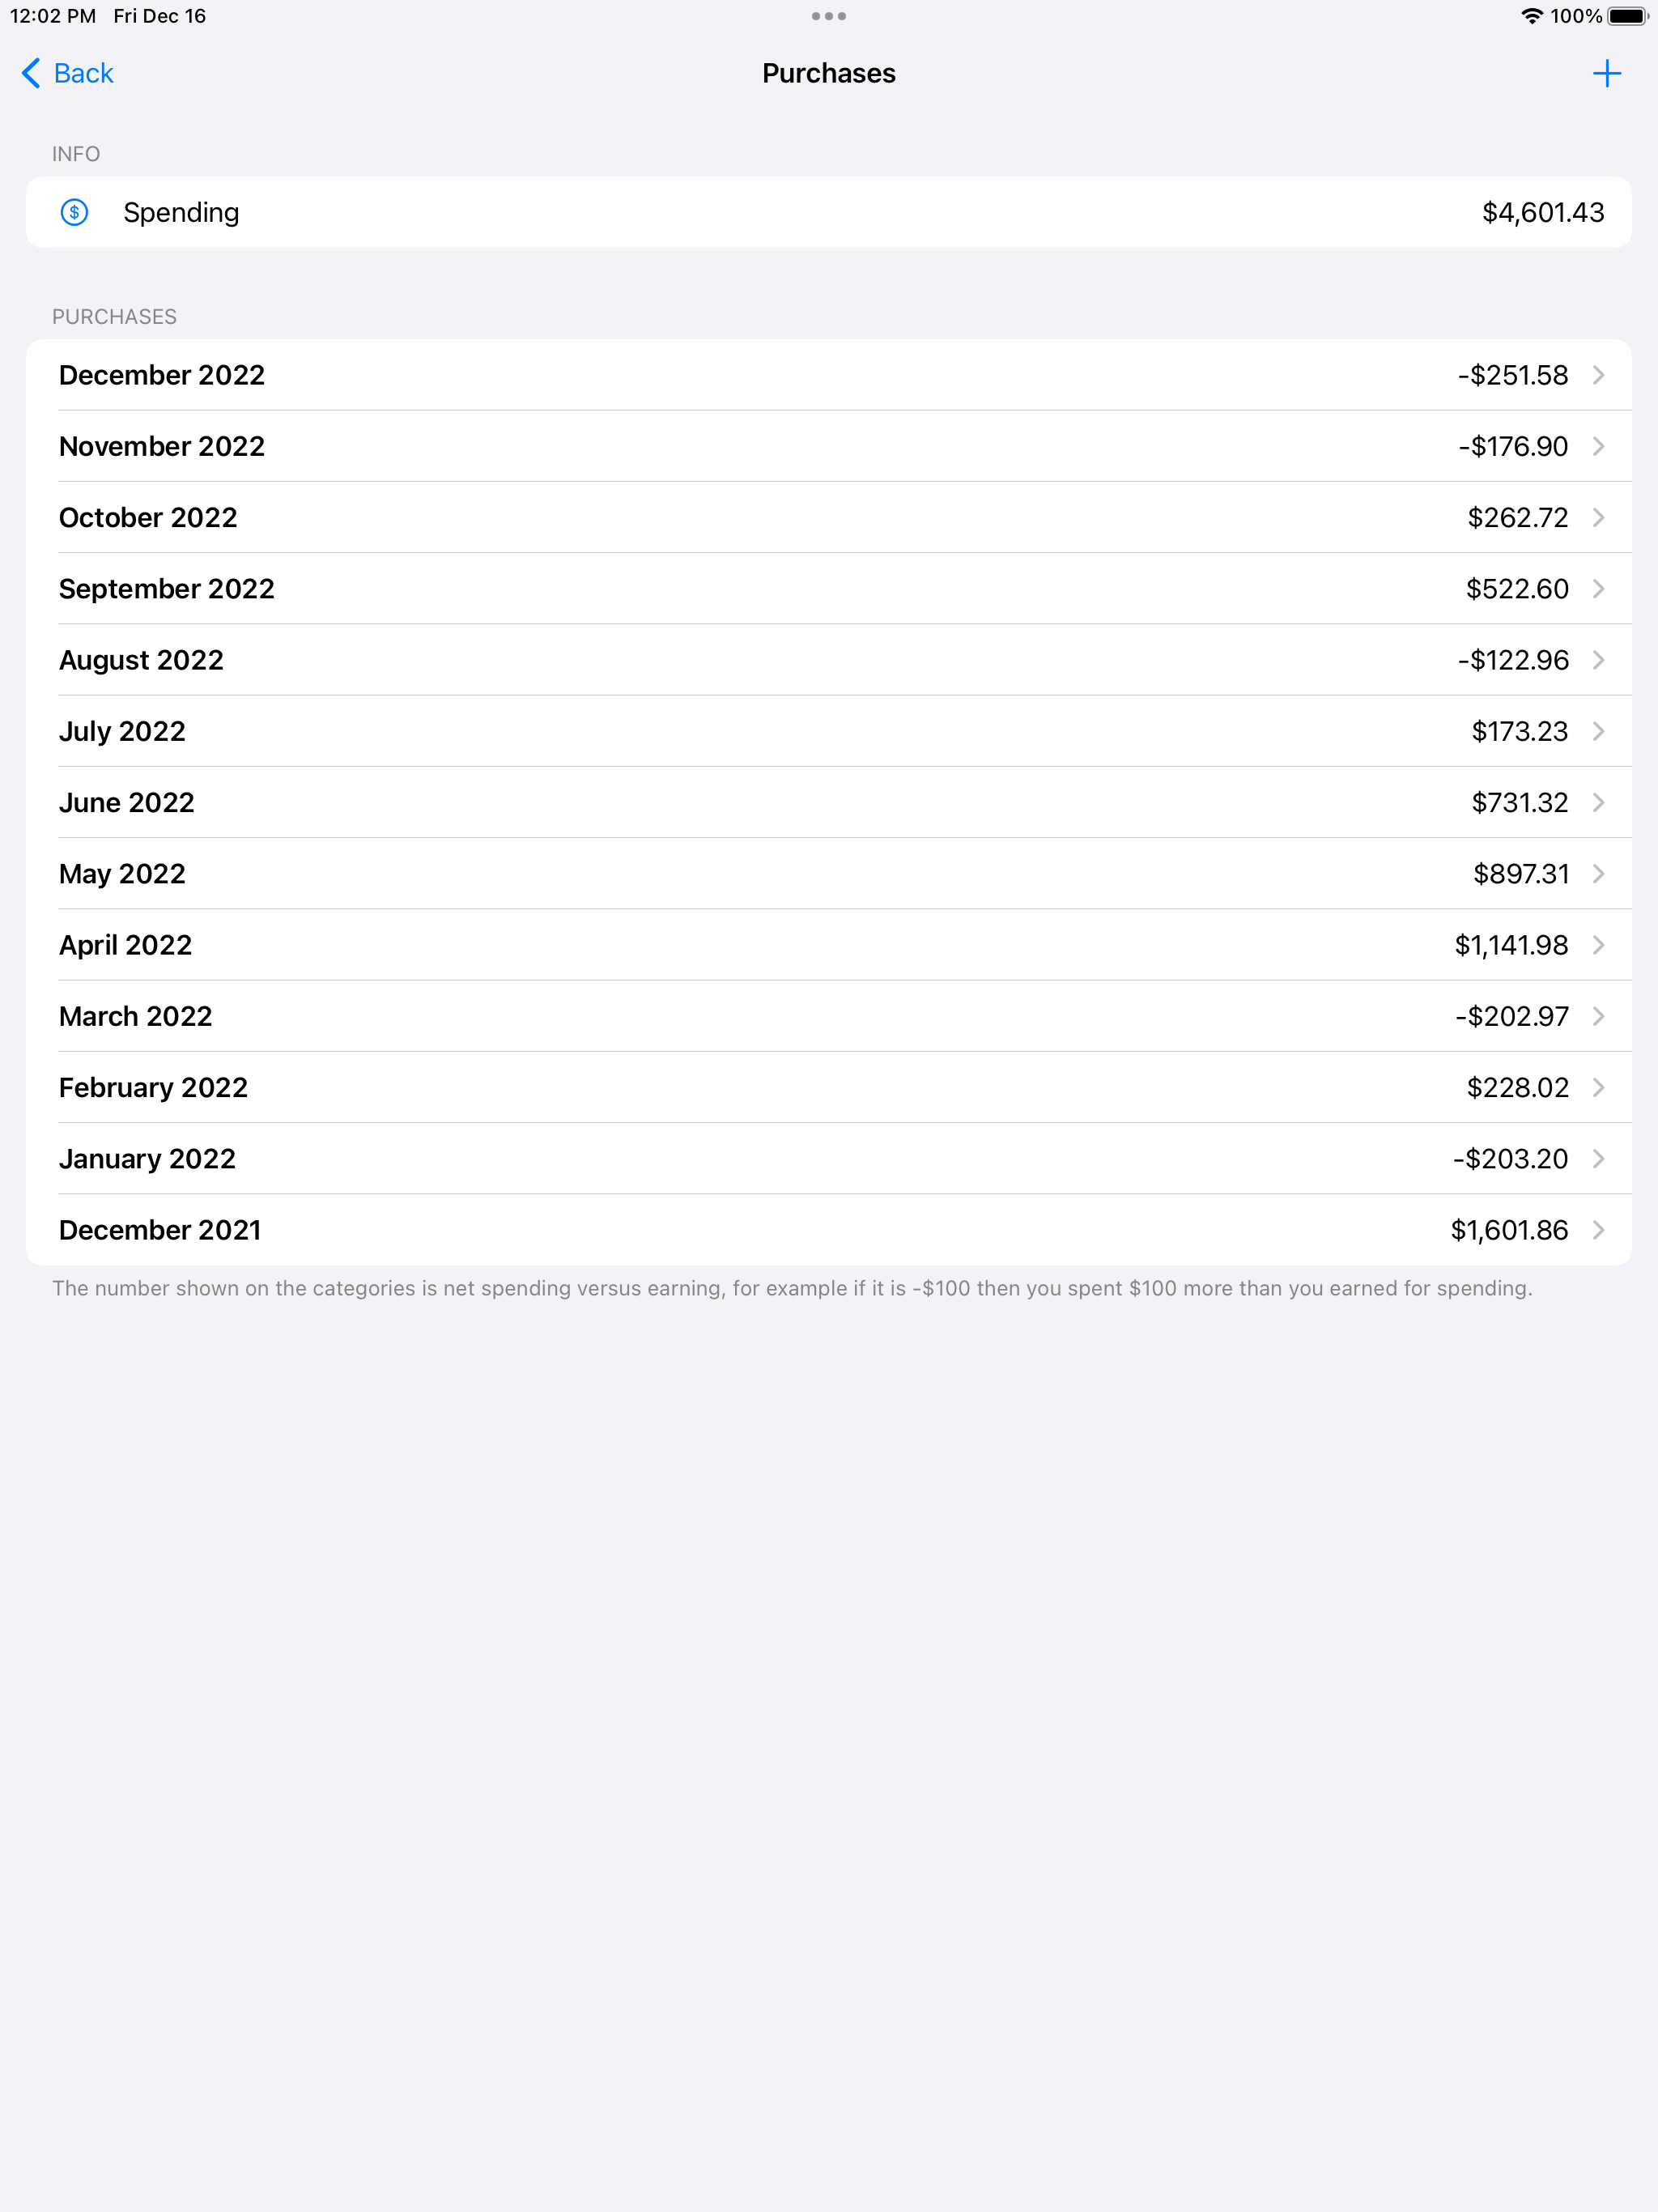 12:02 PM Fri Dec 16 100%
Back Purchases
INFO
$ Spending $4,601.43
PURCHASES
December 2022 -$251.58
November 2022 -$176.90
October 2022 $262.72
September 2022 $522.60
August 2022 -$122.96
July 2022 $173.23
June 2022 $731.32
May 2022 $897.31
April 2022 $1,141.98
March 2022 -$202.97
February 2022 $228.02
January 2022 -$203.20
December 2021 $1,601.86
The number shown on the categories is net spending versus earning, for example if it is -$100 then you spent $100 more than you earned for spending.